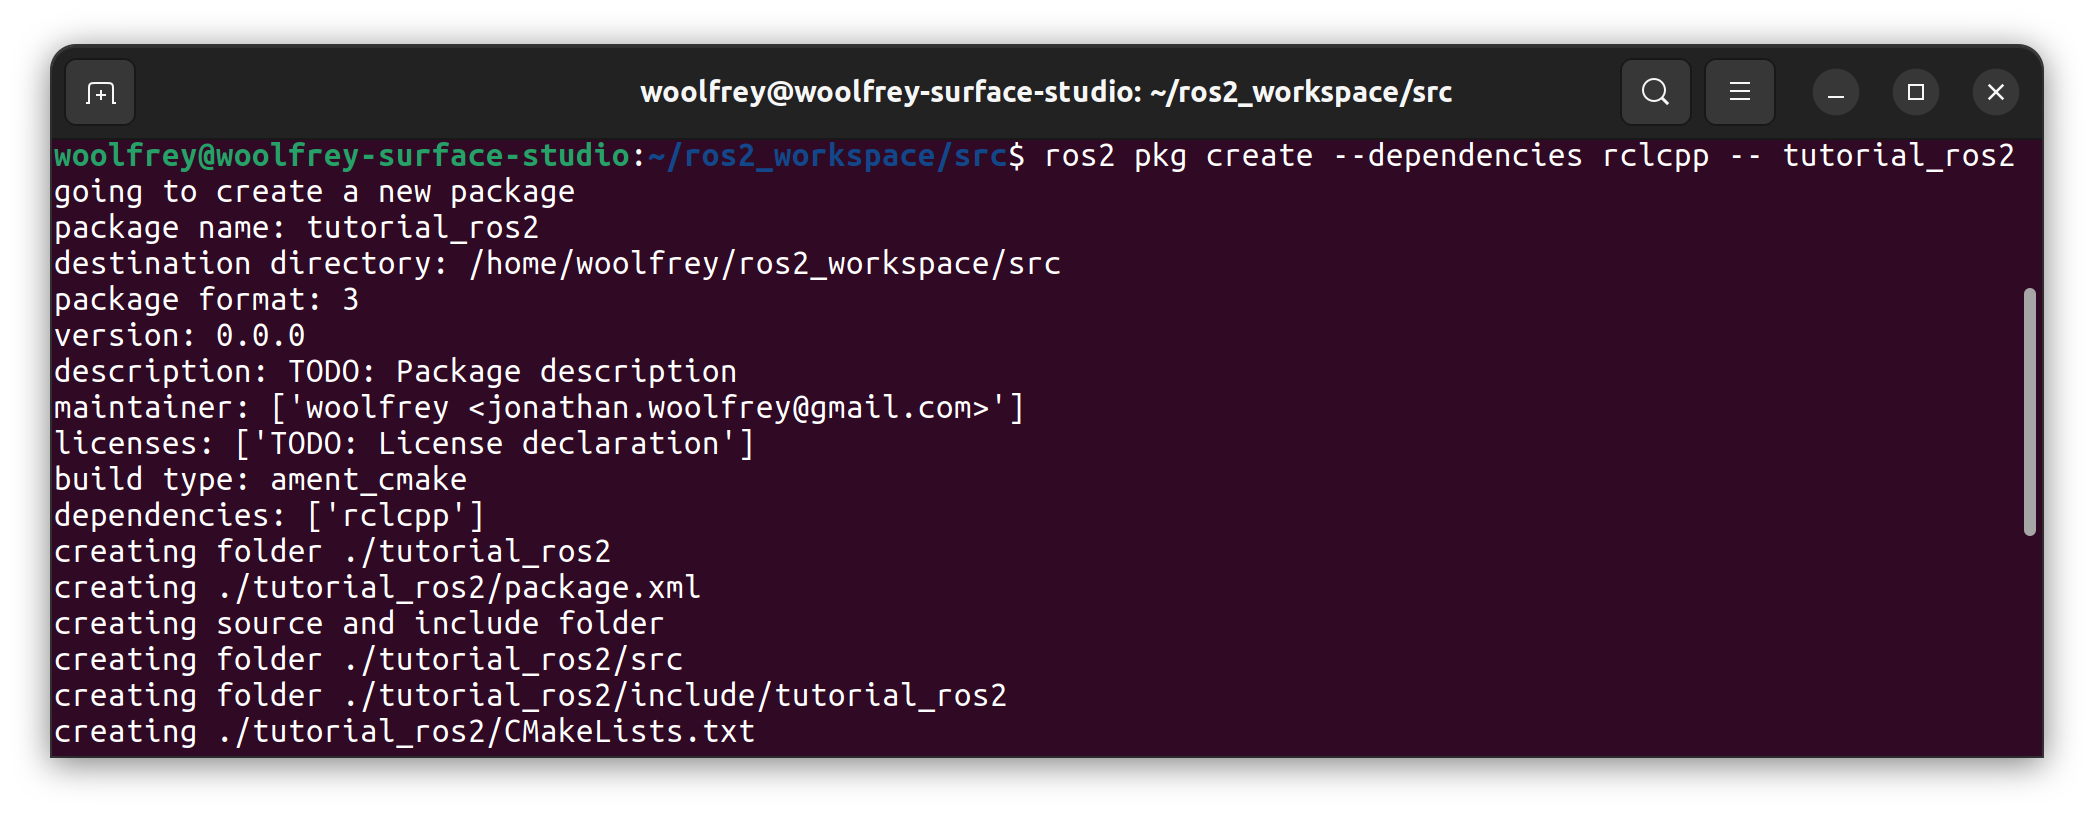 woolfrey@woolfrey-surface-studio: ~/ros2_workspace/src
woolfrey@woolfrey-surface-studio:~/ros2_workspace/src$ ros2 pkg create --dependencies rclcpp -- tutorial_ros2
going to create a new package
package name: tutorial_ros2
destination directory: /home/woolfrey/ros2_workspace/src
package format: 3
version: 0.0.0
description: TODO: Package description
maintainer: ['woolfrey <jonathan.woolfrey@gmail.com>']
licenses: ['TODO: License declaration']
build type: ament_cmake
dependencies: ['rclcpp']
creating folder ./tutorial_ros2
creating ./tutorial_ros2/package.xml
creating source and include folder
creating folder ./tutorial_ros2/src
creating folder ./tutorial_ros2/include/tutorial_ros2
creating ./tutorial_ros2/CMakeLists.txt